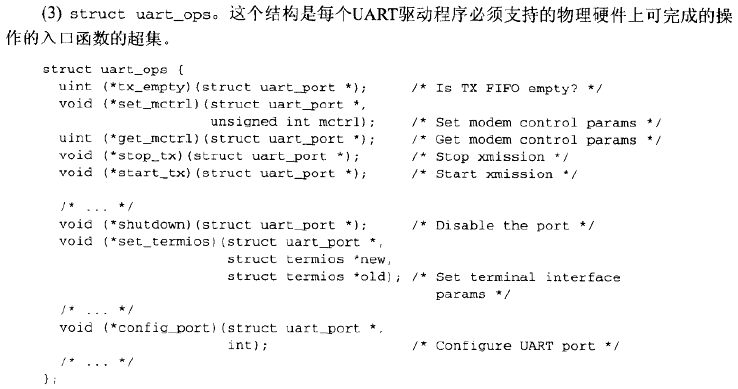 (3) struct uart_ops。这个结构是每个UART驱动程序必须支持的物理硬件上可完成的操
作的入口函数的超集。
struct uart_ops {
  uint (*tx_empty)(struct uart_port *);     /* Is TX FIFO empty? */
  void (*set_mctrl)(struct uart_port *,
                    unsigned int mctrl);    /* Set modem control params */
  uint (*get_mctrl)(struct uart_port *);    /* Get modem control params */
  void (*stop_tx)(struct uart_port *);      /* Stop xmission */
  void (*start_tx)(struct uart_port *);     /* Start xmission */
  /* ... */
  void (*shutdown)(struct uart_port *);     /* Disable the port */
  void (*set_termios)(struct uart_port *,
                      struct termios *new,
                      struct termios *old); /* Set terminal interface
                                               params */
  /* ... */
  void (*config_port)(struct uart_port *,
                      int);                 /* Configure UART port */
  /* ... */
};